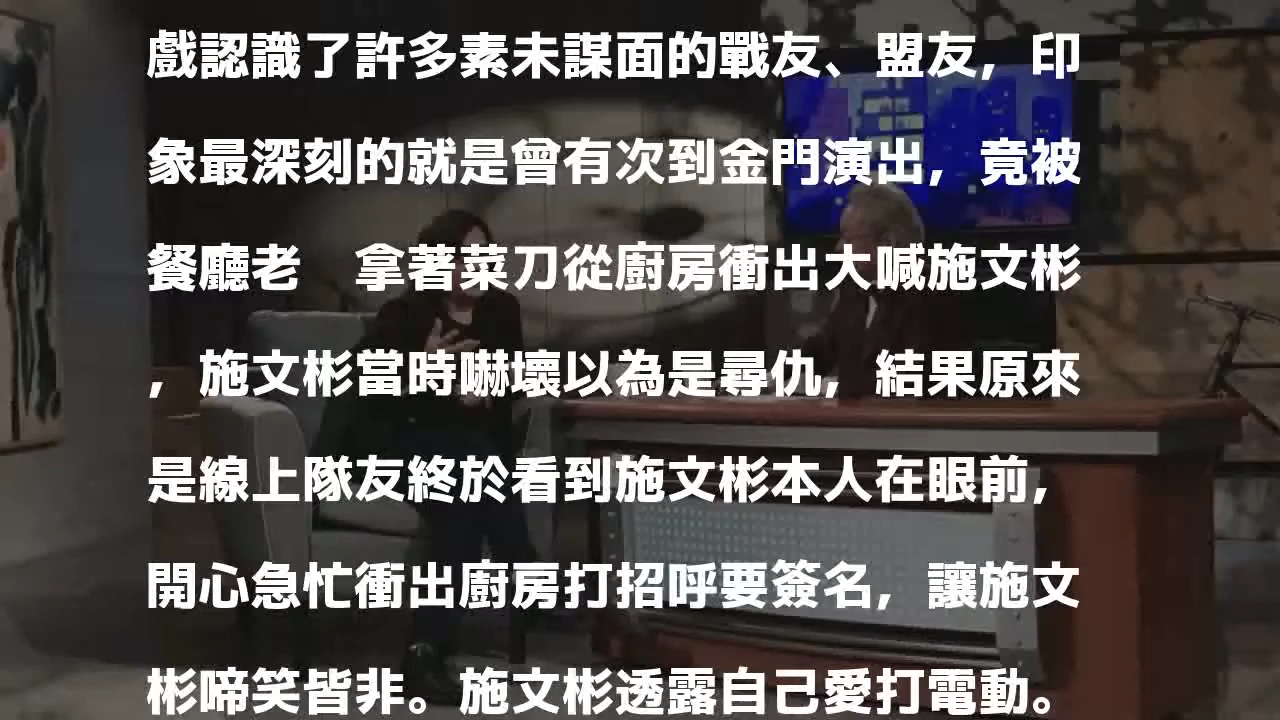 戲認識了許多素未謀面的戰友、盟友，印
象最深刻的就是曾有次到金門演出，竟被
餐廳老　拿著菜刀從廚房衝出大喊施文彬
，施文彬當時嚇壞以為是尋仇，結果原來
是線上隊友終於看到施文彬本人在眼前，
開心急忙衝出廚房打招呼要簽名，讓施文
彬啼笑皆非。施文彬透露自己愛打電動。